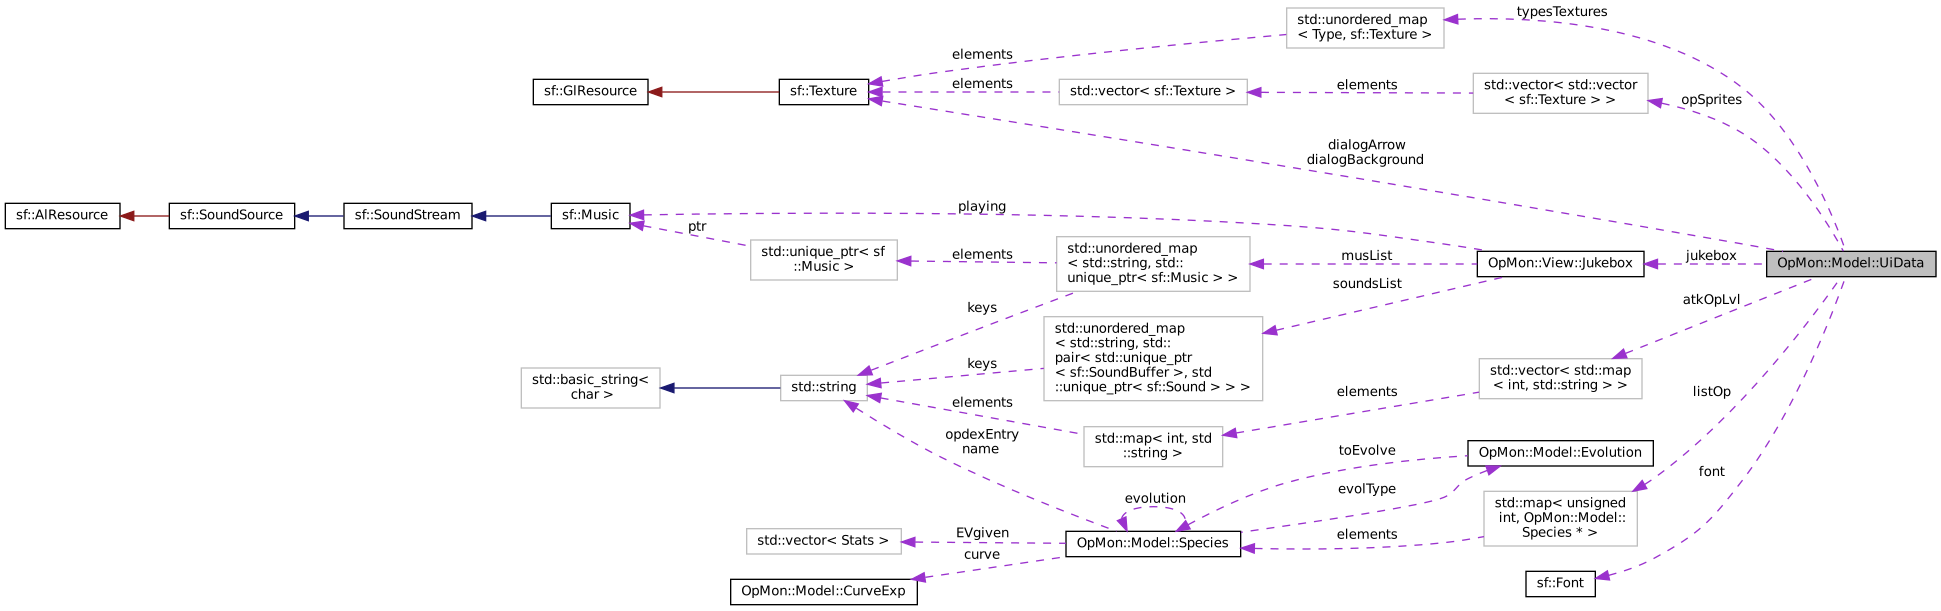 typesTextures
std::unordered_map
< Type, sf::Texture >
elements
sf::GlResource
sf::Texture
elements
std::vector< sf::Texture >
elements
std::vector< std::vector
< sf::Texture > >
opSprites
dialogArrow
dialogBackground
sf::AlResource
sf::SoundSource
sf::SoundStream
sf::Music
playing
ptr
std::unique_ptr< sf
::Music >
elements
std::unordered_map
< std::string, std::
unique_ptr< sf::Music > >
musList
OpMon::View::Jukebox
jukebox
OpMon::Model::UiData
soundsList
atkOpLvl
keys
std::unordered_map
< std::string, std::
pair< std::unique_ptr
< sf::SoundBuffer >, std
::unique_ptr< sf::Sound > > >
keys
std::basic_string<
char >
std::string
std::vector< std::map
< int, std::string > >
elements
elements
listOp
std::map< int, std
::string >
opdexEntry
name
toEvolve
OpMon::Model::Evolution
font
evolType
evolution
std::map< unsigned
int, OpMon::Model::
Species * >
EVgiven
std::vector< Stats >
OpMon::Model::Species
elements
curve
OpMon::Model::CurveExp
sf::Font